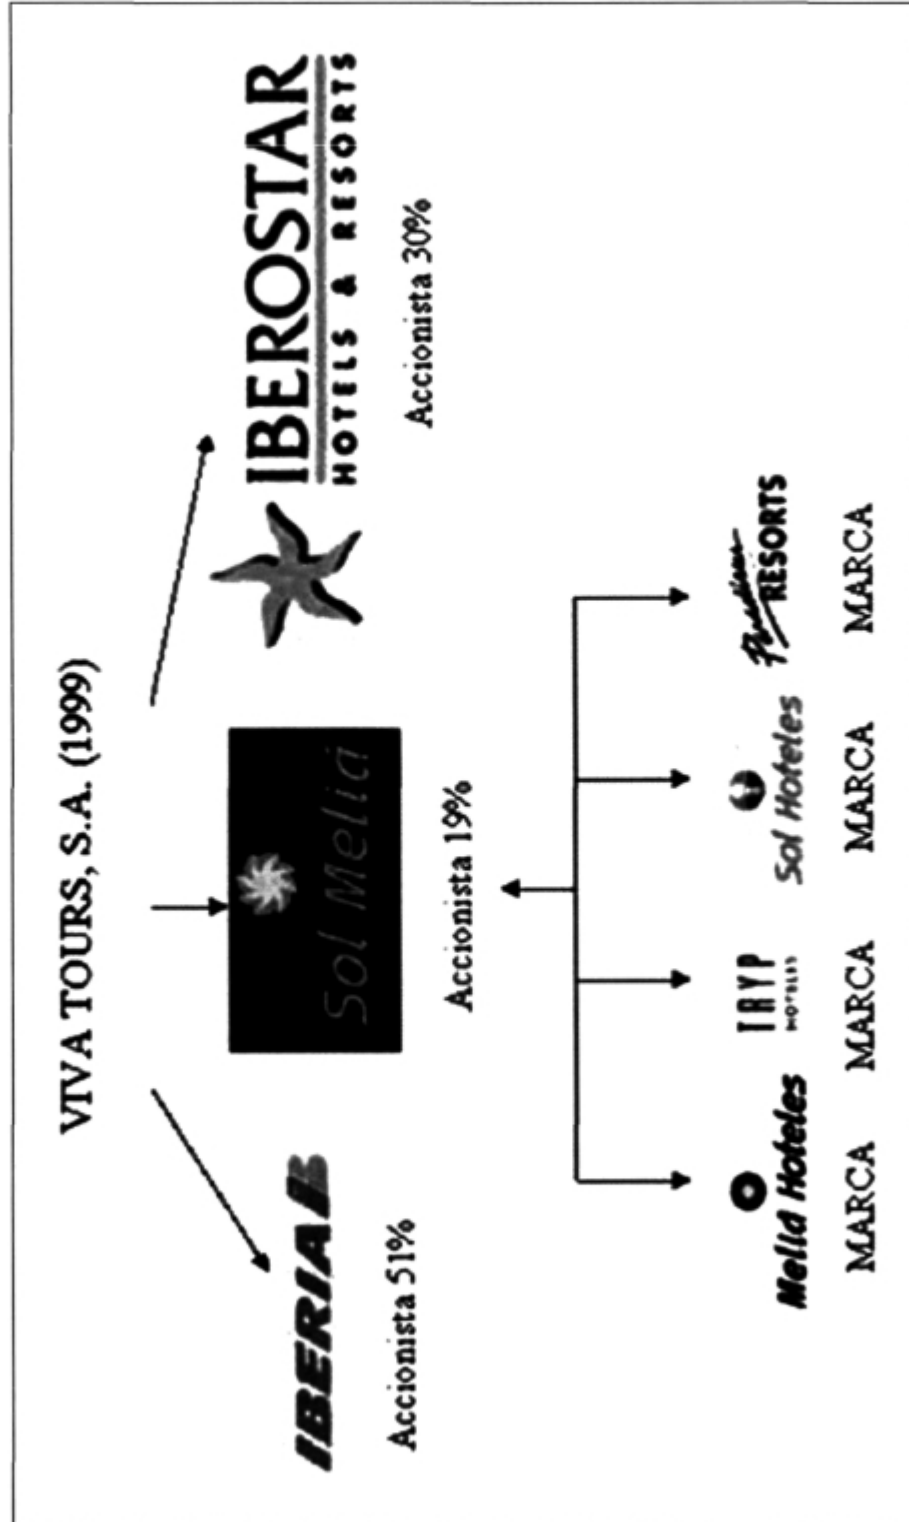 VIVA TOURS, S.A. (1999)
IBERIA
Accionista 51%
Sol Meliá
Accionista 19%
IBEROSTAR
HOTELS & RESORTS
Accionista 30%
Meliá Hoteles
MARCA
TRYP
HOTELES
MARCA
Sol Hoteles
MARCA
Paradisus
RESORTS
MARCA